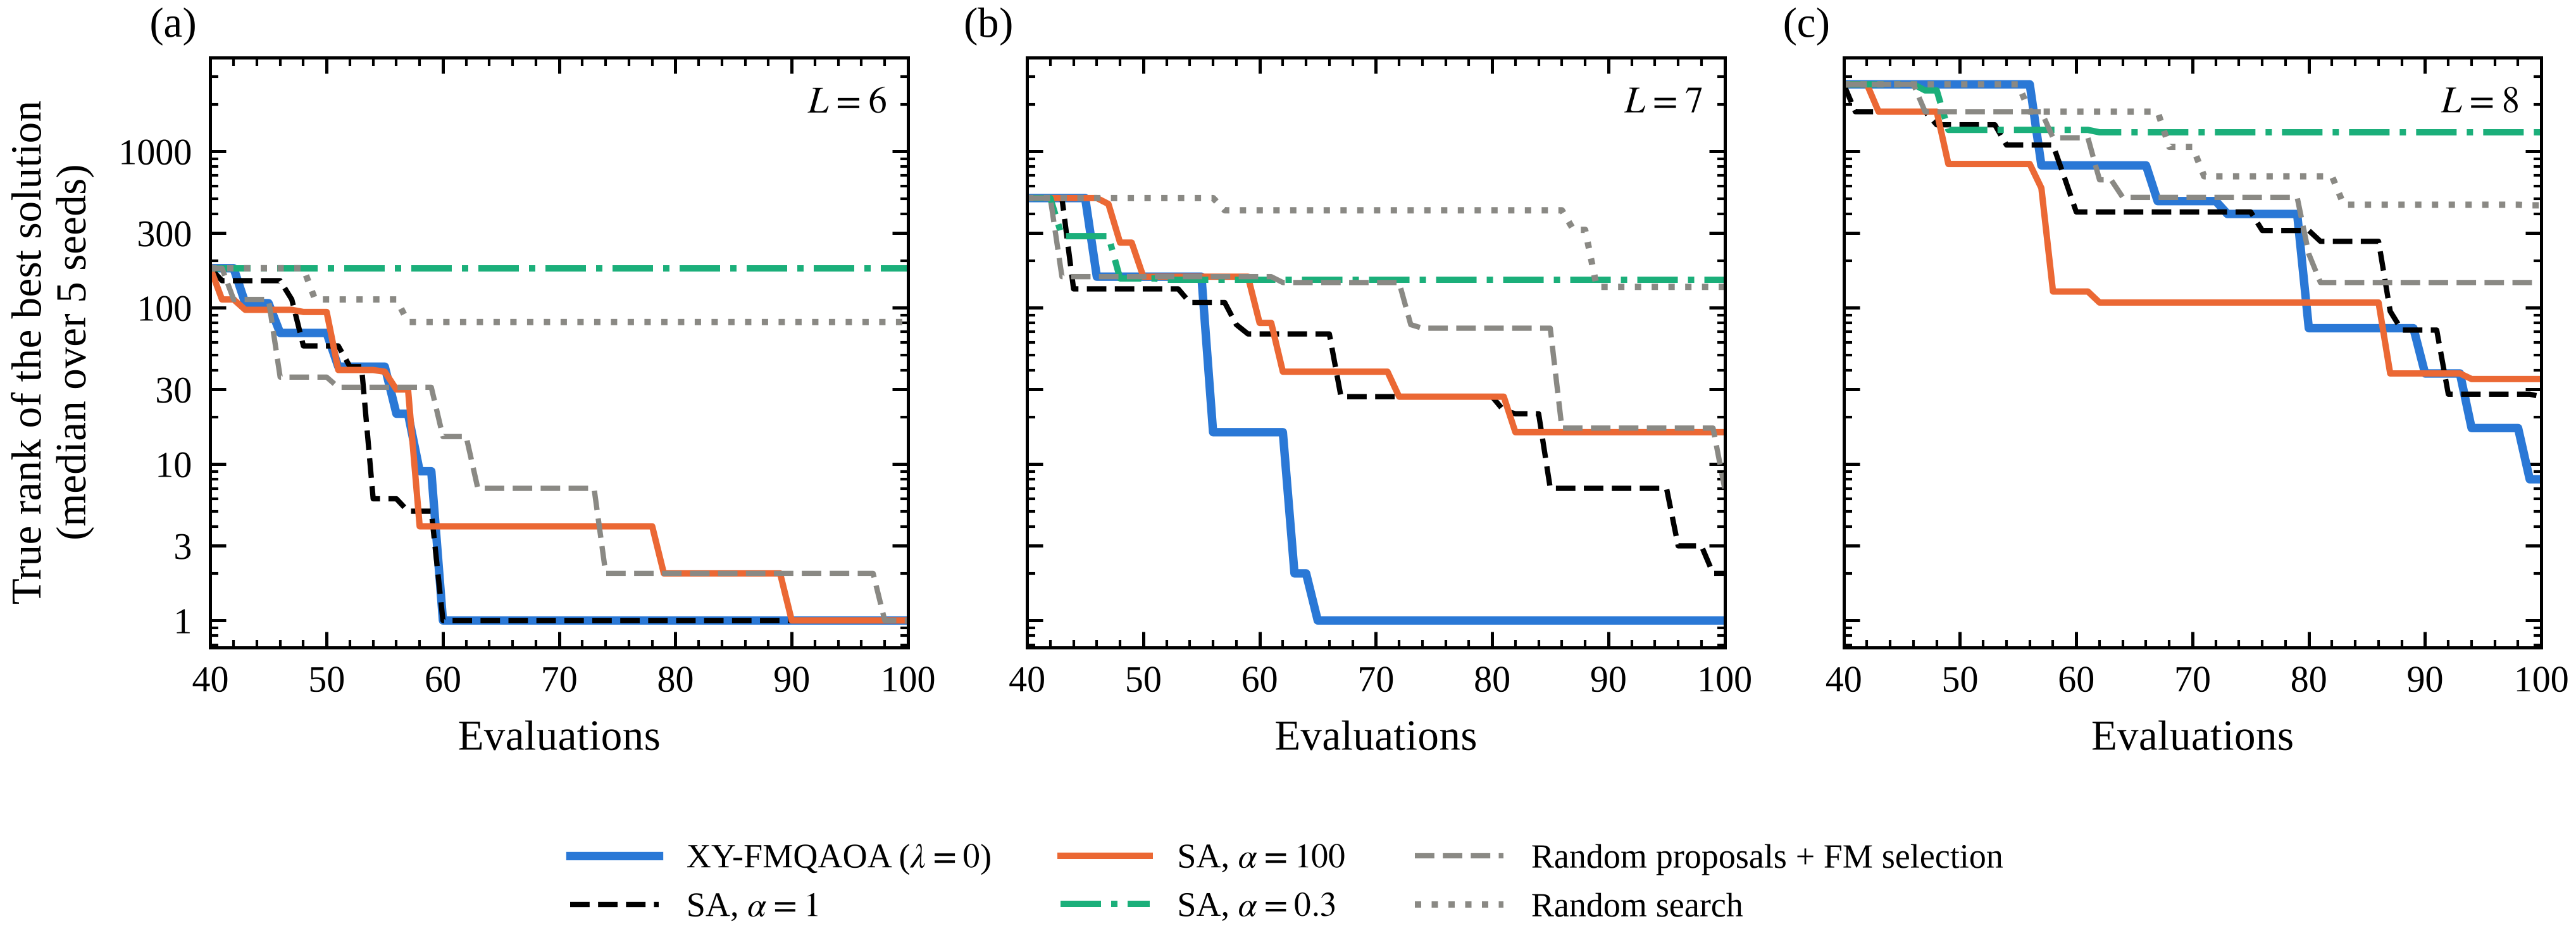 (a)
(b)
(c)
True rank of the best solution
(median over 5 seeds)
L = 6
L = 7
L = 8
1000
300
100
30
10
3
1
40 50 60 70 80 90 100
40 50 60 70 80 90 100
40 50 60 70 80 90 100
Evaluations
Evaluations
Evaluations
XY-FMQAOA (λ = 0)
SA, α = 1
SA, α = 100
SA, α = 0.3
Random proposals + FM selection
Random search